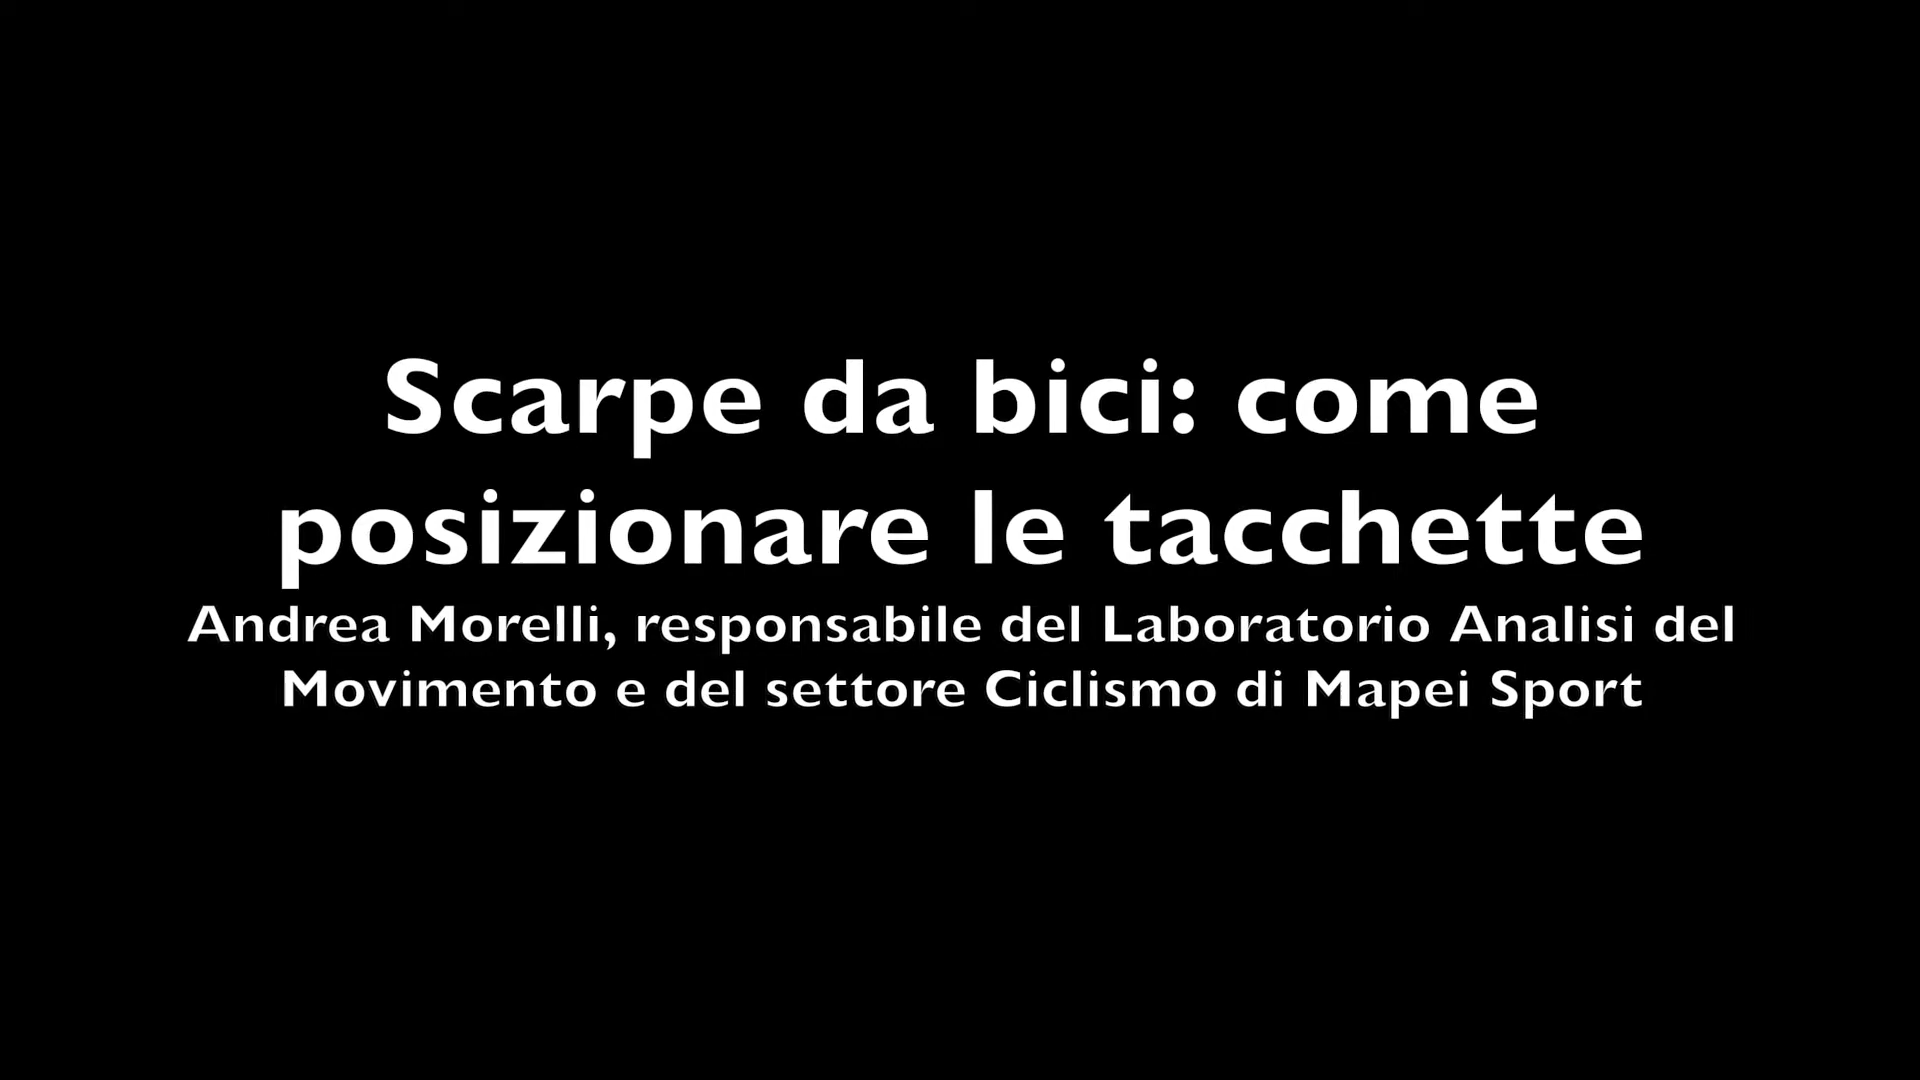 Scarpe da bici: come
posizionare le tacchette
Andrea Morelli, responsabile del Laboratorio Analisi del
Movimento e del settore Ciclismo di Mapei Sport